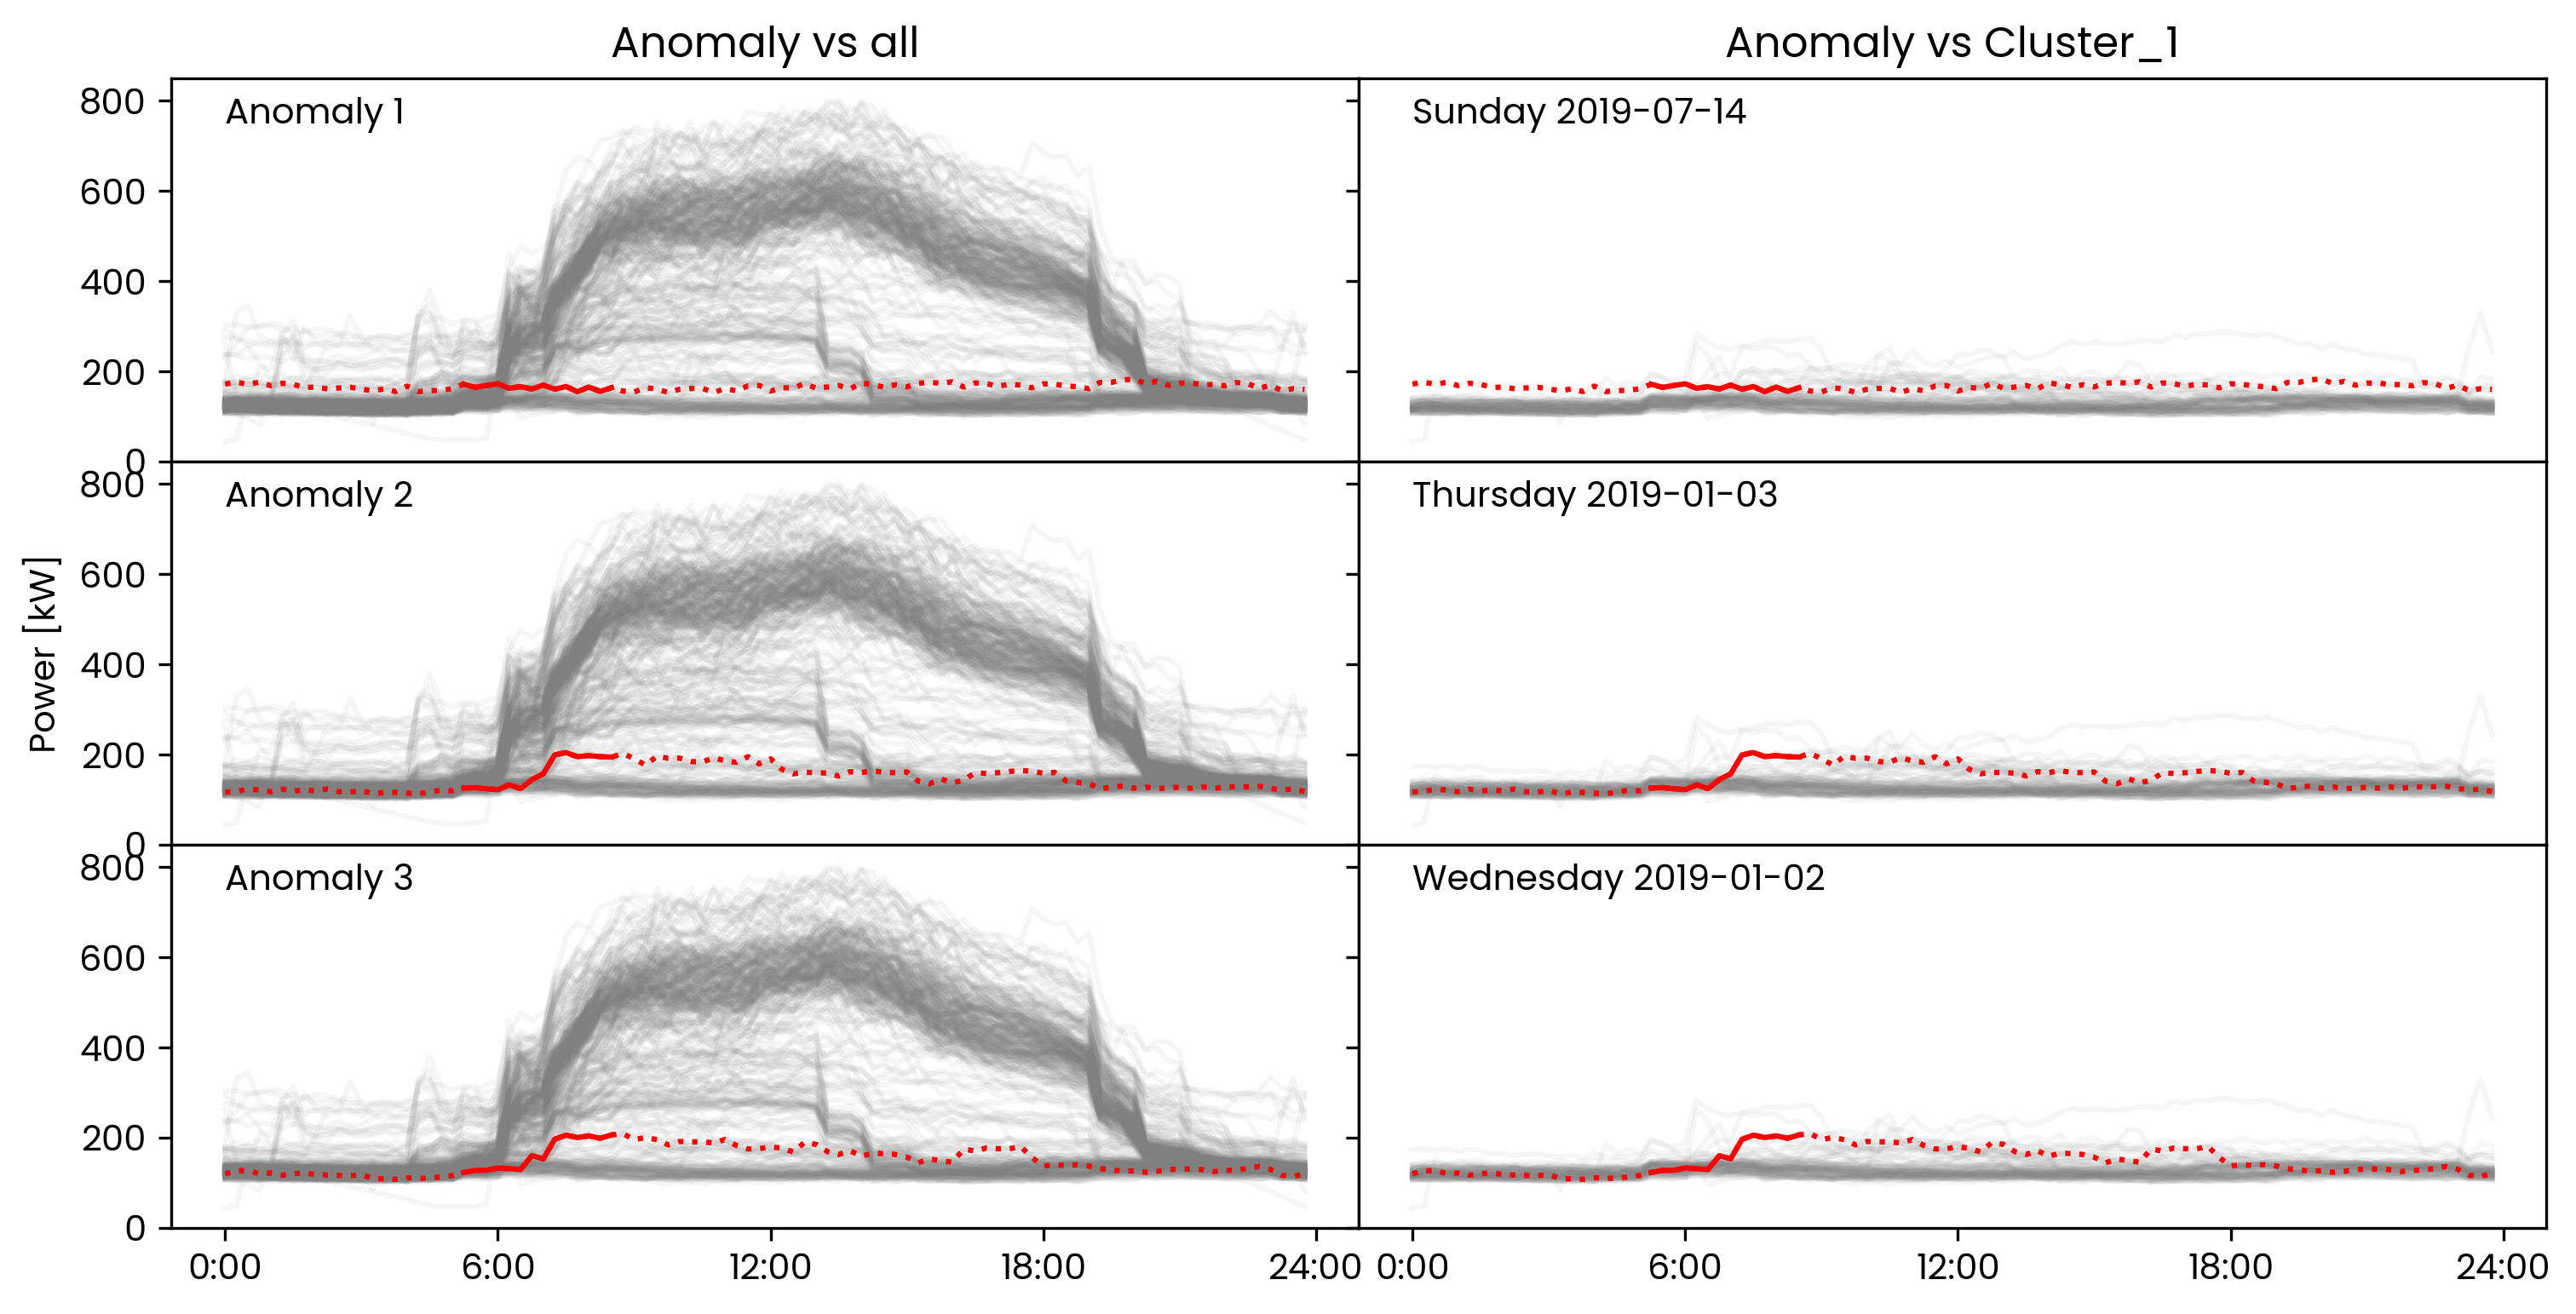 Anomaly vs all
Anomaly vs Cluster_1
Power [kW]
Anomaly 1
Sunday 2019-07-14
800
600
400
200
0
Anomaly 2
Thursday 2019-01-03
800
600
400
200
0
Anomaly 3
Wednesday 2019-01-02
800
600
400
200
0
0:00 6:00 12:00 18:00 24:00
0:00 6:00 12:00 18:00 24:00